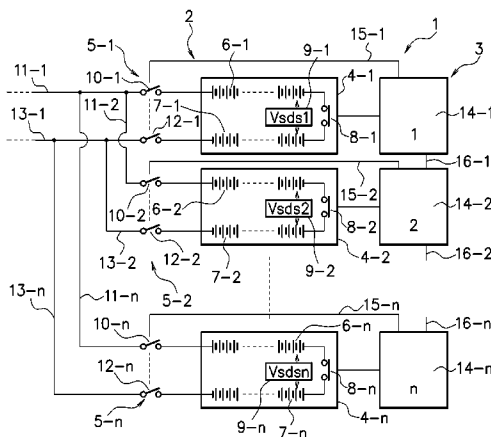 5-1 2 6-1 9-1 15-1 1
11-1 10-1 4-1 3
11-2 7-1
13-1 12-1 Vsds1 8-1 1 14-1
15-2 16-1
10-2 6-2 Vsds2 8-2 2 14-2
13-2 12-2 7-2 9-2 4-2 16-2
5-2
13-n 11-n 15-n
10-n 6-n 16-n
12-n Vsdsn 8-n n 14-n
5-n 9-n 7-n 4-n